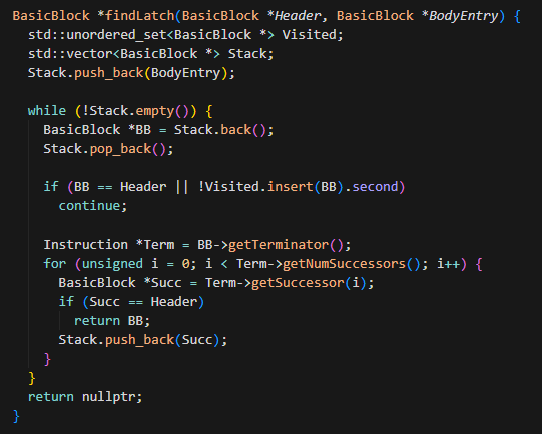 BasicBlock *findLatch(BasicBlock *Header, BasicBlock *BodyEntry) {
  std::unordered_set<BasicBlock *> Visited;
  std::vector<BasicBlock *> Stack;
  Stack.push_back(BodyEntry);

  while (!Stack.empty()) {
    BasicBlock *BB = Stack.back();
    Stack.pop_back();

    if (BB == Header || !Visited.insert(BB).second)
      continue;

    Instruction *Term = BB->getTerminator();
    for (unsigned i = 0; i < Term->getNumSuccessors(); i++) {
      BasicBlock *Succ = Term->getSuccessor(i);
      if (Succ == Header)
        return BB;
      Stack.push_back(Succ);
    }
  }
  return nullptr;
}